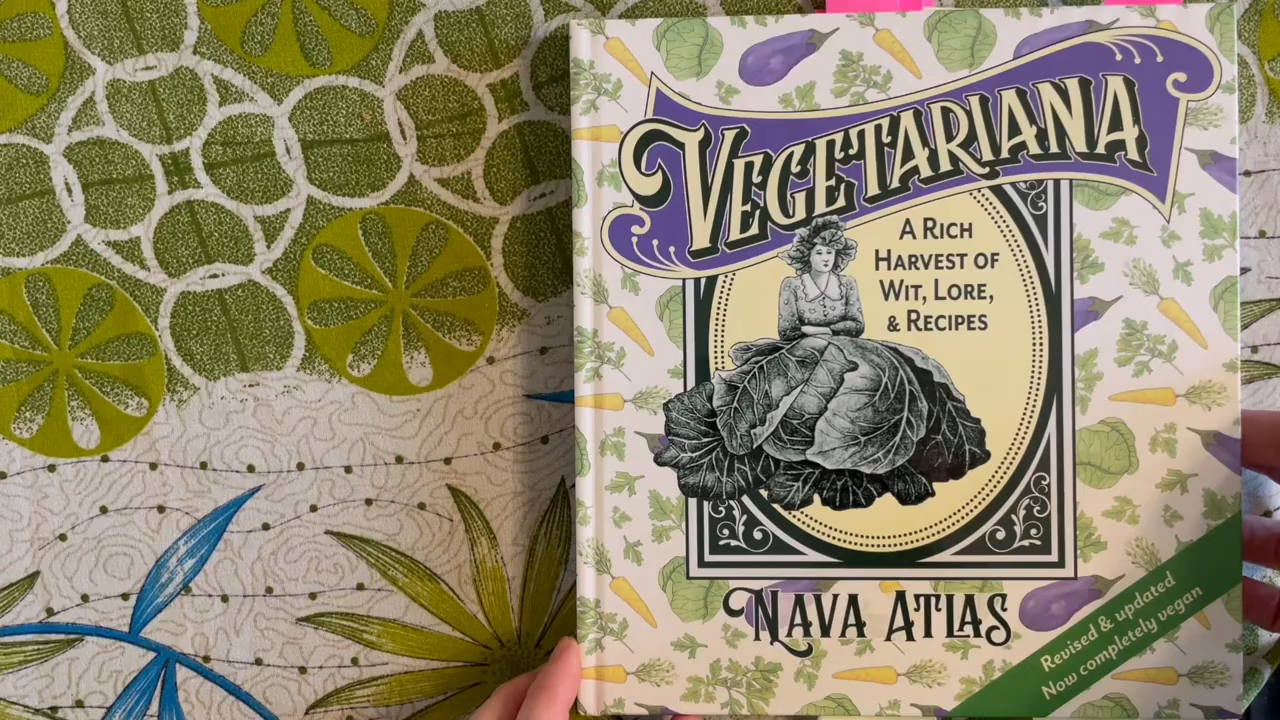 VEGETARIANA
A RICH
HARVEST OF
WIT, LORE,
& RECIPES
NAVA ATLAS
Revised & updated
Now completely vegan